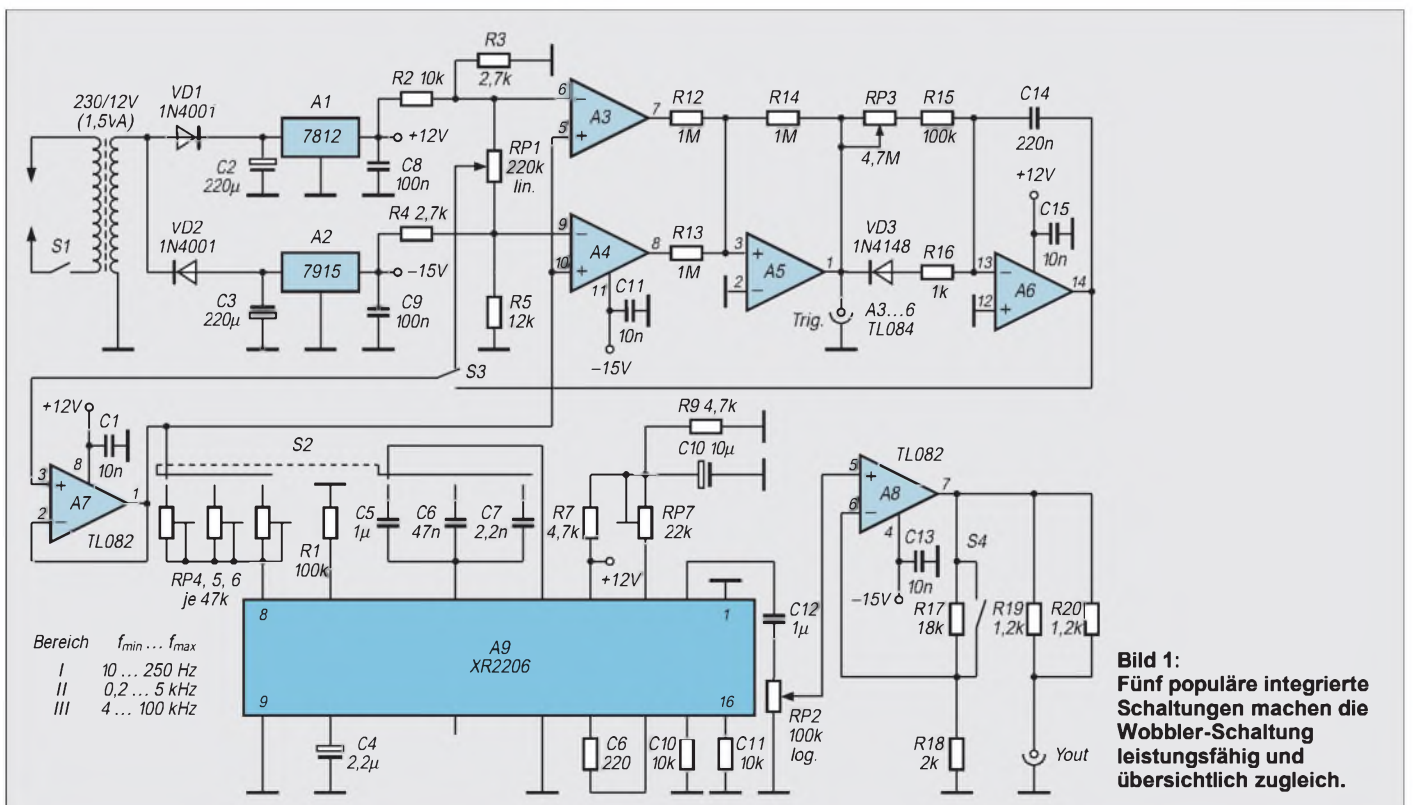 230/12V
(1,5vA)
S1
VD1
1N4001
VD2
1N4001
C2
220µ
C3
220µ
A1
7812
A2
7915
+12V
C8
100n
−15V
C9
100n
R2 10k
R3
2,7k
R4 2,7k
RP1
220k
lin.
R5
12k
6
5
7
−
+
A3
9
10
8
11
−
+
A4
C11
10n
−15V
R12
1M
R13
1M
R14
1M
3
2
1
+
−
A5
RP3
4,7M
R15
100k
C14
220n
VD3
1N4148
R16
1k
Trig.
A3...6
TL084
+12V
C15
10n
13
12
14
−
+
A6
S3
+12V
C1
10n
8
3
2
1
+
−
A7
TL082
S2
RP4, 5, 6
je 47k
R1
100k
C5
1µ
C6
47n
C7
2,2n
R9 4,7k
C10 10µ
R7
4,7k
RP7
22k
+12V
C12
1µ
RP2
100k
log.
8
1
A9
XR2206
9
16
C4
2,2µ
C6
220
C10
10k
C11
10k
TL082
5
6
7
4
+
−
A8
C13
10n
−15V
S4
R17
18k
R19
1,2k
R20
1,2k
R18
2k
Yout
Bereich fmin ... fmax
I 10 ... 250 Hz
II 0,2 ... 5 kHz
III 4 ... 100 kHz
Bild 1:
Fünf populäre integrierte
Schaltungen machen die
Wobbler-Schaltung
leistungsfähig und
übersichtlich zugleich.